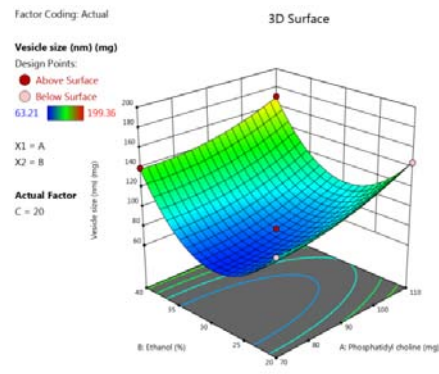 Factor Coding: Actual
3D Surface
Vesicle size (nm) (mg)
Design Points:
Above Surface
Below Surface
63.21 199.36
X1 = A
X2 = B
Actual Factor
C = 20
Vesicle size (nm) (mg)
200
180
160
140
120
100
80
60
40
35
30
25
20
70
80
90
100
110
B: Ethanol (%)
A: Phosphatidyl choline (mg)